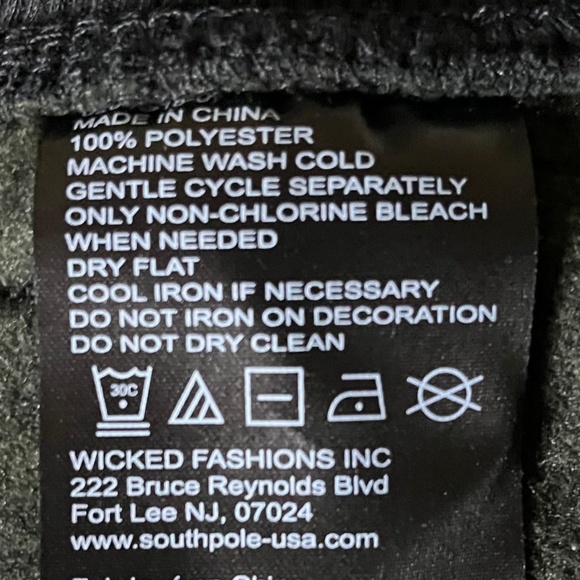 MADE IN CHINA
100% POLYESTER
MACHINE WASH COLD
GENTLE CYCLE SEPARATELY
ONLY NON-CHLORINE BLEACH
WHEN NEEDED
DRY FLAT
COOL IRON IF NECESSARY
DO NOT IRON ON DECORATION
DO NOT DRY CLEAN
30C
WICKED FASHIONS INC
222 Bruce Reynolds Blvd
Fort Lee NJ, 07024
www.southpole-usa.com